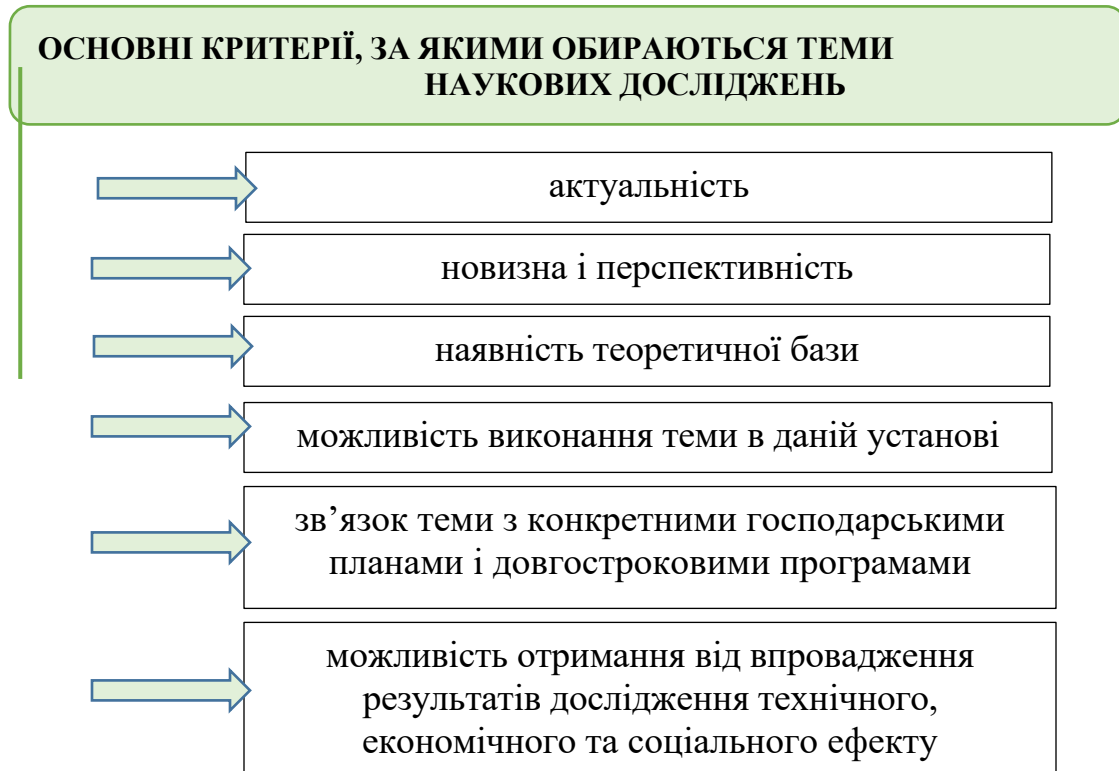 ОСНОВНІ КРИТЕРІЇ, ЗА ЯКИМИ ОБИРАЮТЬСЯ ТЕМИ
НАУКОВИХ ДОСЛІДЖЕНЬ
актуальність
новизна і перспективність
наявність теоретичної бази
можливість виконання теми в даній установі
зв’язок теми з конкретними господарськими
планами і довгостроковими програмами
можливість отримання від впровадження
результатів дослідження технічного,
економічного та соціального ефекту